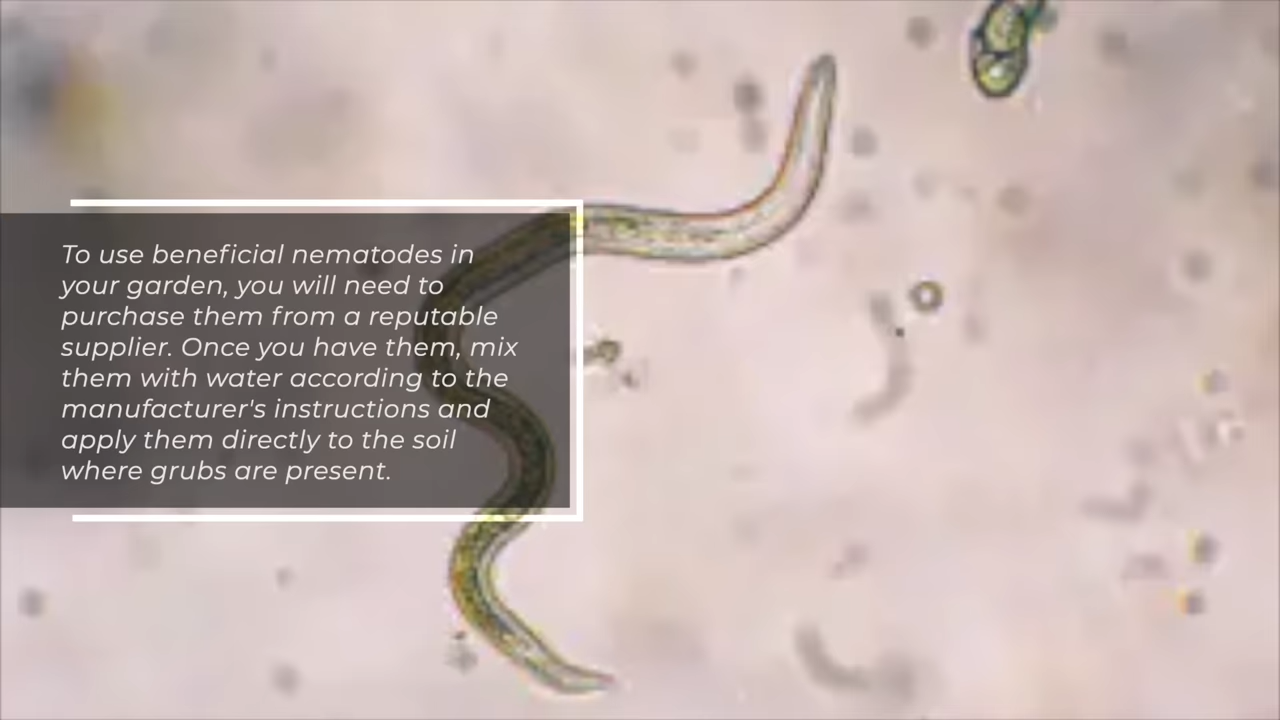 To use beneficial nematodes in
your garden, you will need to
purchase them from a reputable
supplier. Once you have them, mix
them with water according to the
manufacturer's instructions and
apply them directly to the soil
where grubs are present.